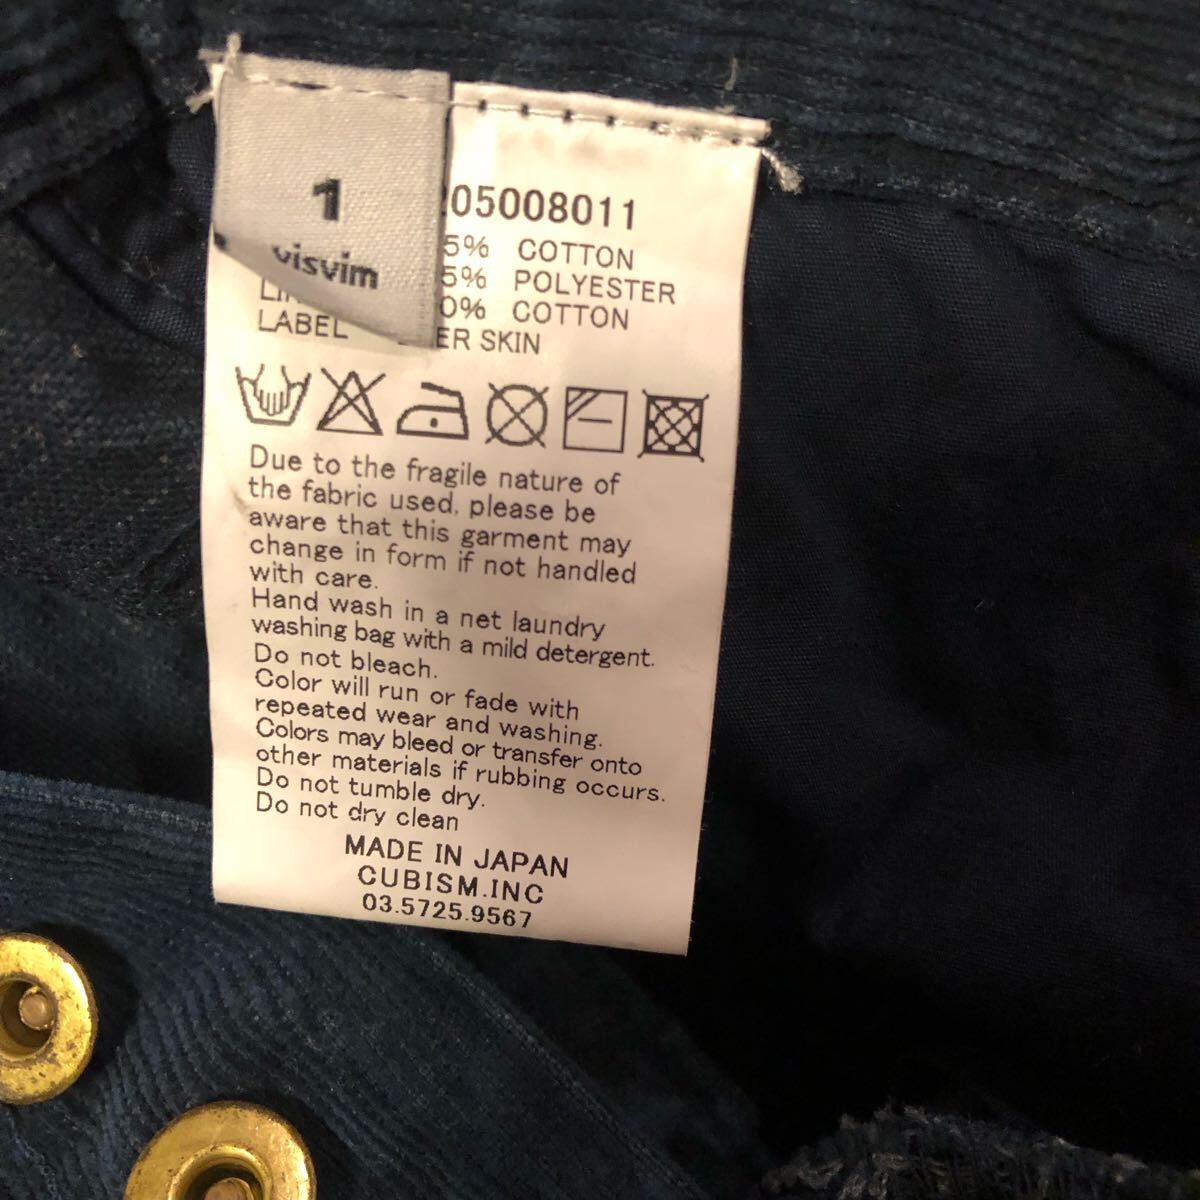 1
visvim
05008011
5% COTTON
5% POLYESTER
0% COTTON
LABEL SKIN
Due to the fragile nature of
the fabric used, please be
aware that this garment may
change in form if not handled
with care.
Hand wash in a net laundry
washing bag with a mild detergent.
Do not bleach.
Color will run or fade with
repeated wear and washing.
Colors may bleed or transfer onto
other materials if rubbing occurs.
Do not tumble dry.
Do not dry clean
MADE IN JAPAN
CUBISM.INC
03.5725.9567